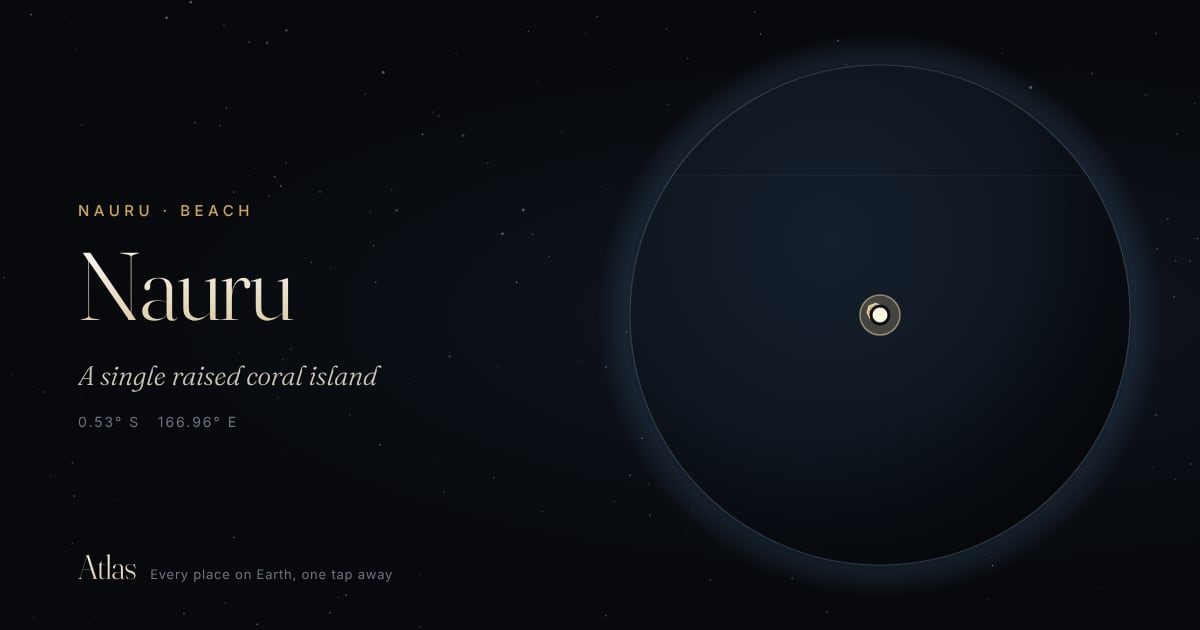 NAURU · BEACH
Nauru
A single raised coral island
0.53° S 166.96° E
Atlas Every place on Earth, one tap away